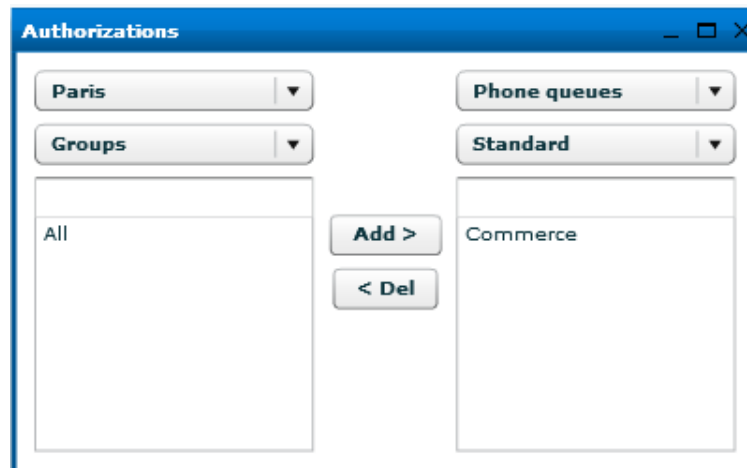 Authorizations
Paris
Phone queues
Groups
Standard
All
Add >
Commerce
< Del